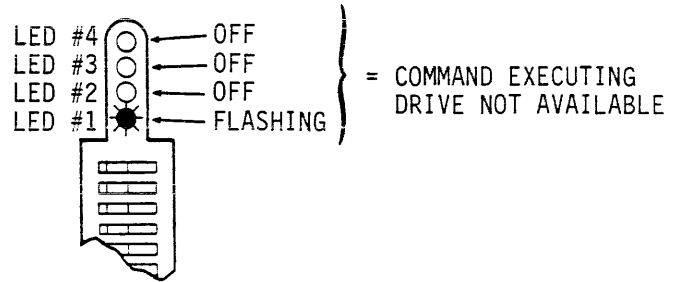 LED #4 OFF
LED #3 OFF
LED #2 OFF
LED #1 FLASHING
= COMMAND EXECUTING
DRIVE NOT AVAILABLE